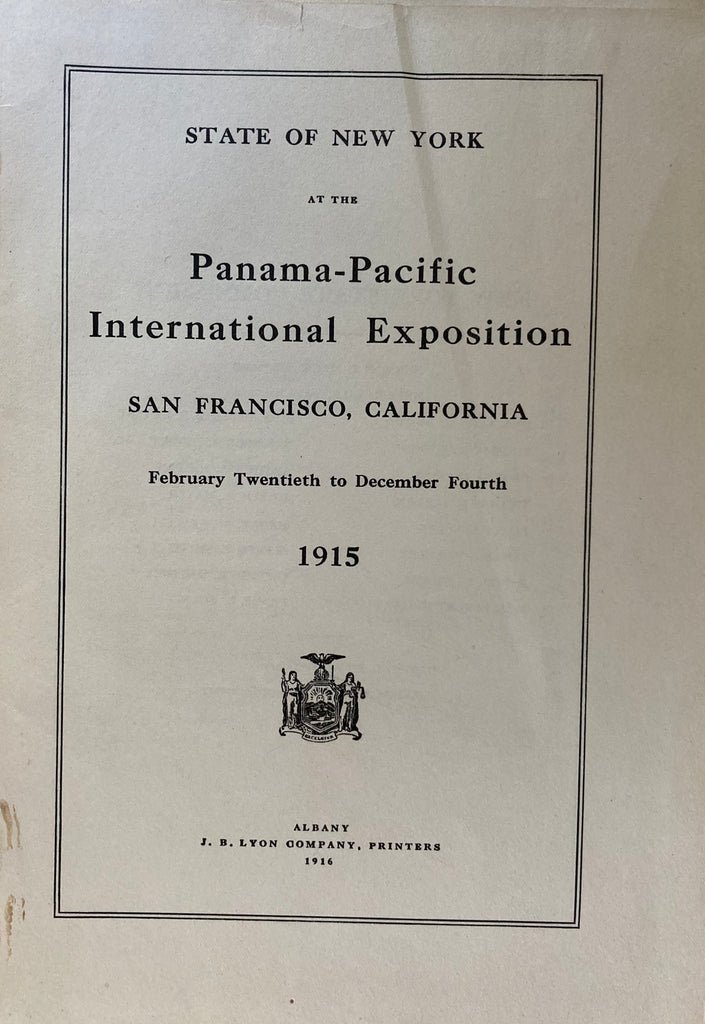 STATE OF NEW YORK
AT THE
Panama-Pacific
International Exposition
SAN FRANCISCO, CALIFORNIA
February Twentieth to December Fourth
1915
EXCELSIOR
ALBANY
J. B. LYON COMPANY, PRINTERS
1916